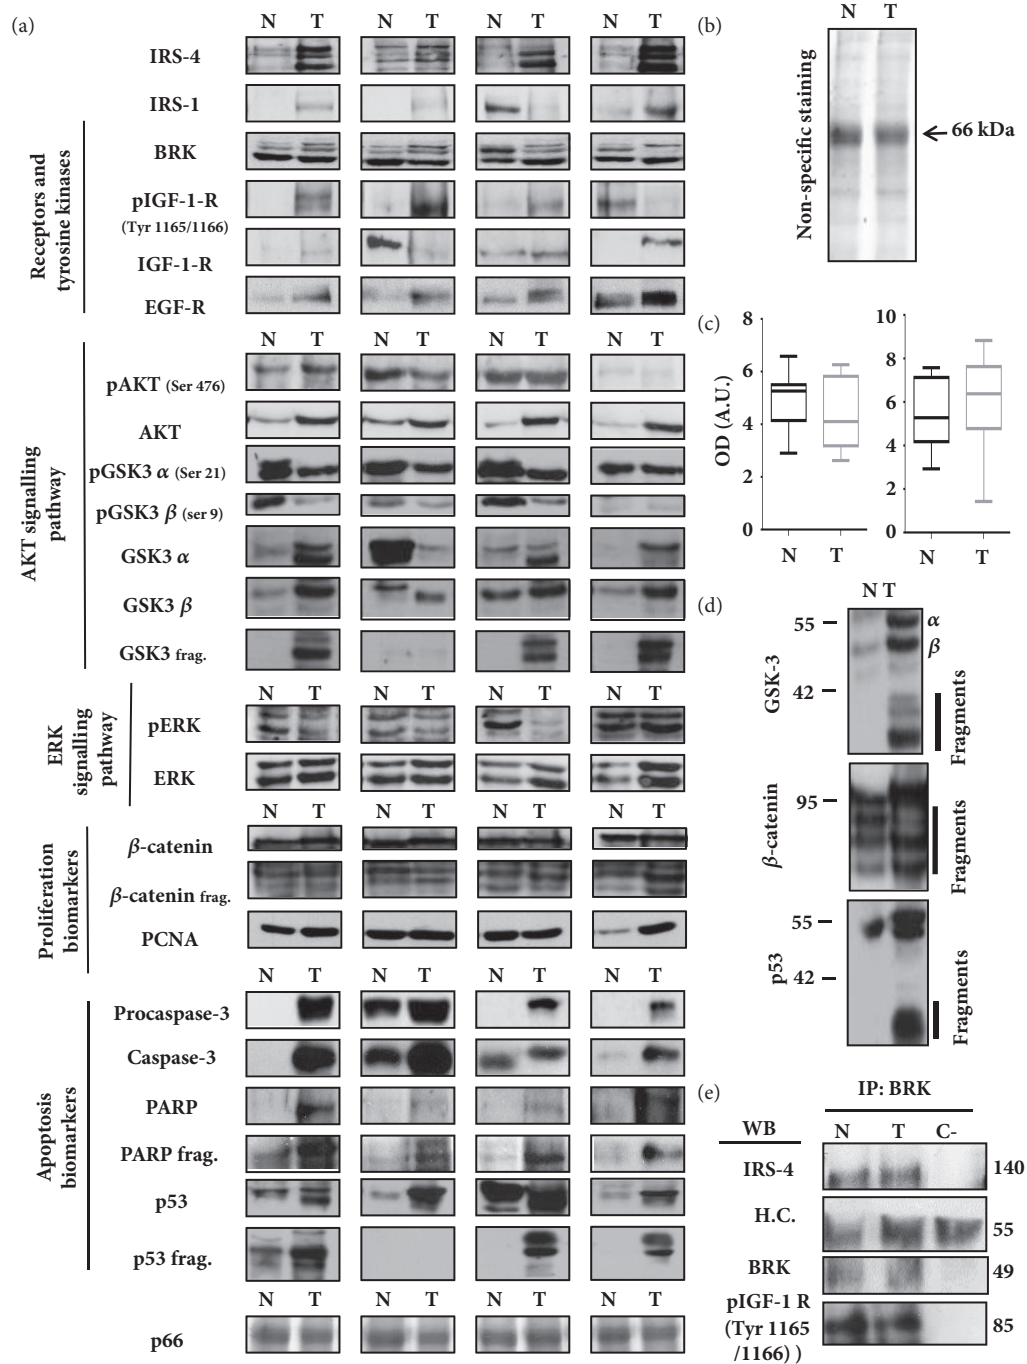 (a)
N T N T N T N T
IRS-4
IRS-1
Receptors and
tyrosine kinases
BRK
pIGF-1-R
(Tyr 1165/1166)
IGF-1-R
EGF-R
N T N T N T N T
AKT signalling
pathway
pAKT (Ser 476)
AKT
pGSK3 α (Ser 21)
pGSK3 β (ser 9)
GSK3 α
GSK3 β
GSK3 frag.
N T N T N T N T
ERK
signalling
pathway
pERK
ERK
N T N T N T N T
Proliferation
biomarkers
β-catenin
β-catenin frag.
PCNA
N T N T N T N T
Apoptosis
biomarkers
Procaspase-3
Caspase-3
PARP
PARP frag.
p53
p53 frag.
N T N T N T N T
p66
(b)
N T
Non-specific staining
66 kDa
(c)
OD (A.U.)
8
6
4
2
0
N T
10
8
6
4
2
0
N T
(d)
N T
GSK-3
55
42
α
β
Fragments
β-catenin
95
Fragments
p53
55
42
Fragments
(e)
IP: BRK
WB
N T C-
IRS-4 140
H.C. 55
BRK 49
pIGF-1 R
(Tyr 1165 85
/1166) )